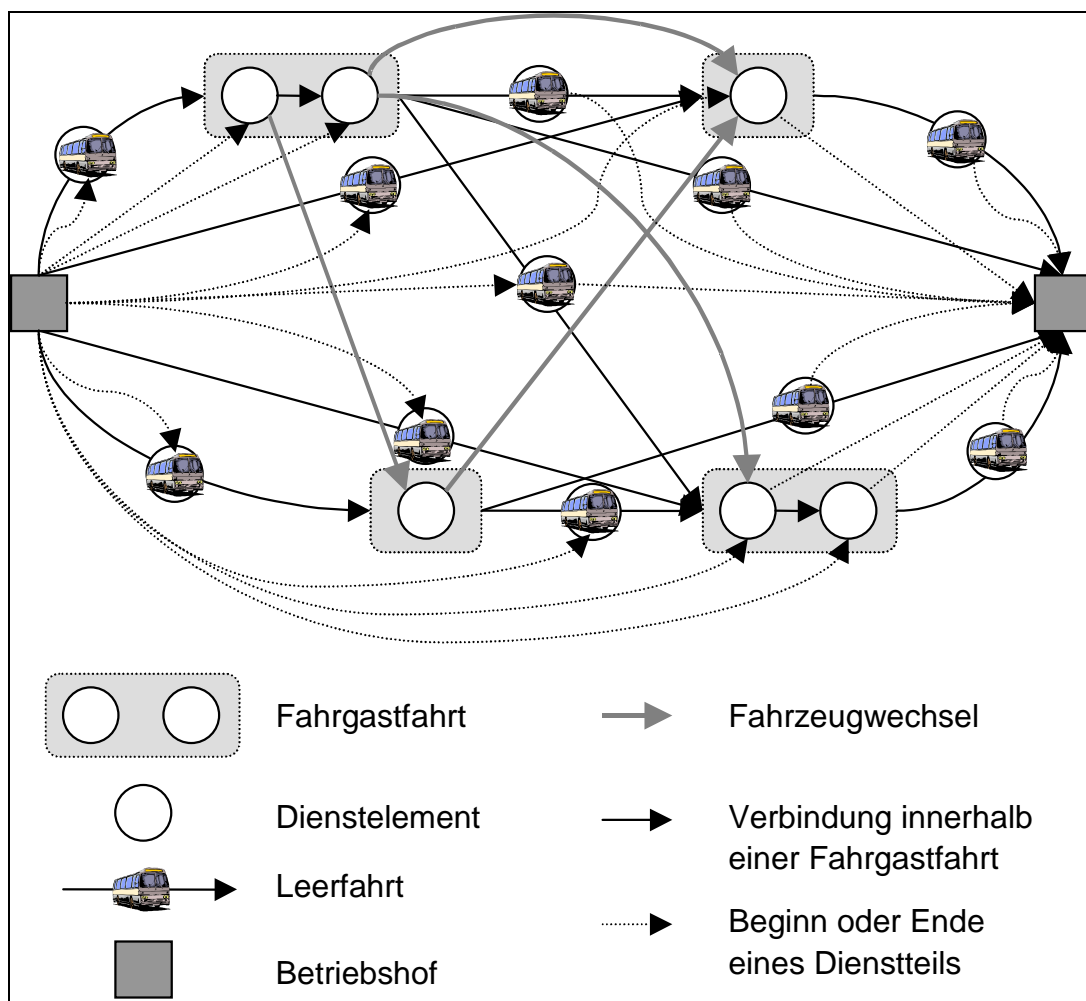 Fahrgastfahrt
Fahrzeugwechsel
Dienstelement
Verbindung innerhalb
einer Fahrgastfahrt
Leerfahrt
Beginn oder Ende
eines Dienstteils
Betriebshof